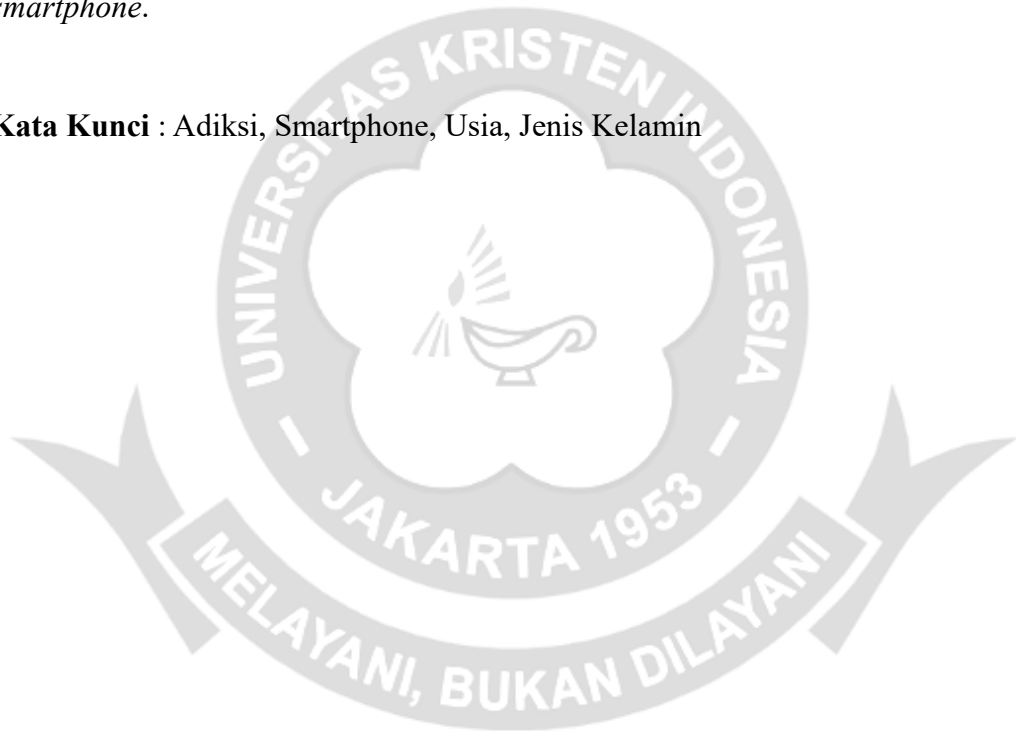 smartphone.
Kata Kunci : Adiksi, Smartphone, Usia, Jenis Kelamin
UNIVERSITAS KRISTEN INDONESIA
JAKARTA 1953
MELAYANI, BUKAN DILAYANI